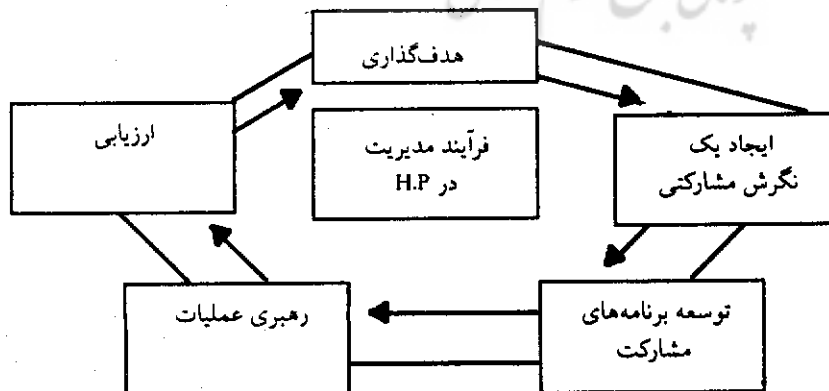 هدف‌گذاری
ارزیابی
فرآیند مدیریت
در H.P
ایجاد یک
نگرش مشارکتی
رهبری عملیات
توسعه برنامه‌های
مشارکت